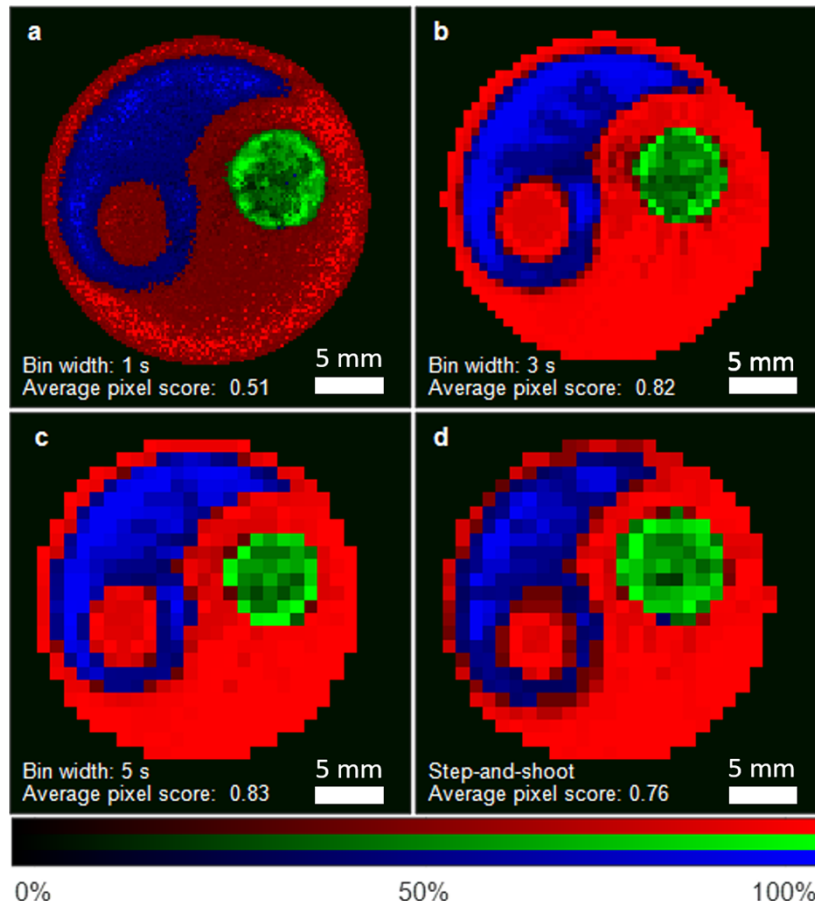 a
Bin width: 1 s
Average pixel score: 0.51
5 mm
b
Bin width: 3 s
Average pixel score: 0.82
5 mm
c
Bin width: 5 s
Average pixel score: 0.83
5 mm
d
Step-and-shoot
Average pixel score: 0.76
5 mm
0% 50% 100%